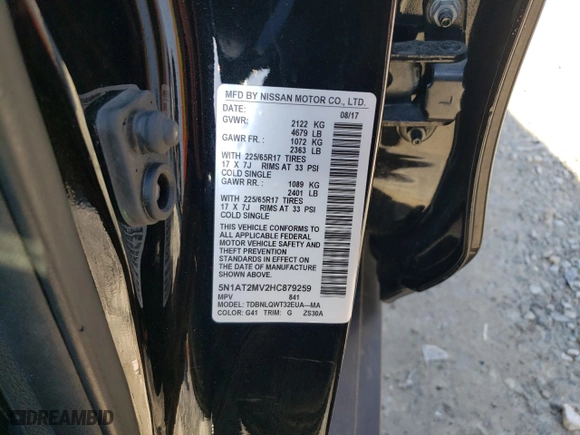 MFD BY NISSAN MOTOR CO., LTD.
DATE: 08/17
GVWR: 2122 KG
4679 LB
GAWR FR.: 1072 KG
2363 LB
WITH 225/65R17 TIRES
17 X 7J RIMS AT 33 PSI
COLD SINGLE
GAWR RR.: 1089 KG
2401 LB
WITH 225/65R17 TIRES
17 X 7J RIMS AT 33 PSI
COLD SINGLE
THIS VEHICLE CONFORMS TO
ALL APPLICABLE FEDERAL
MOTOR VEHICLE SAFETY AND
THEFT PREVENTION
STANDARDS IN EFFECT ON
THE DATE OF MANUFACTURE
SHOWN ABOVE.
5N1AT2MV2HC879259
MPV 841
MODEL: TDBNLQWT32EUA—MA
COLOR: G41 TRIM: G ZS30A
DREAMBID